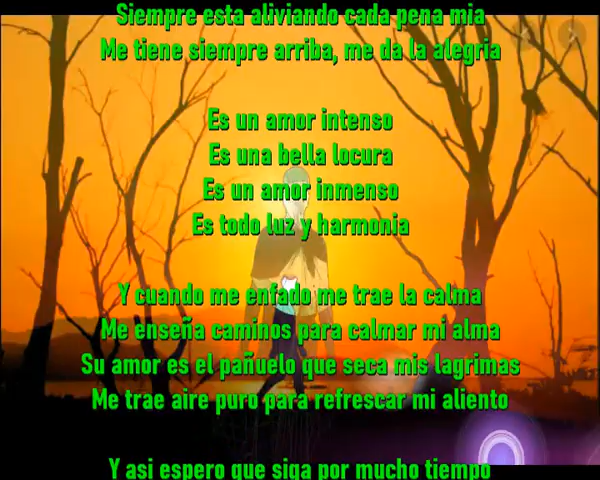 Siempre esta aliviando cada pena mia
Me tiene siempre arriba, me da la alegria
Es un amor intenso
Es una bella locura
Es un amor inmenso
Es todo luz y harmonia
Y cuando me enfado me trae la calma
Me enseña caminos para calmar mi alma
Su amor es el pañuelo que seca mis lagrimas
Me trae aire puro para refrescar mi aliento
Y asi espero que siga por mucho tiempo